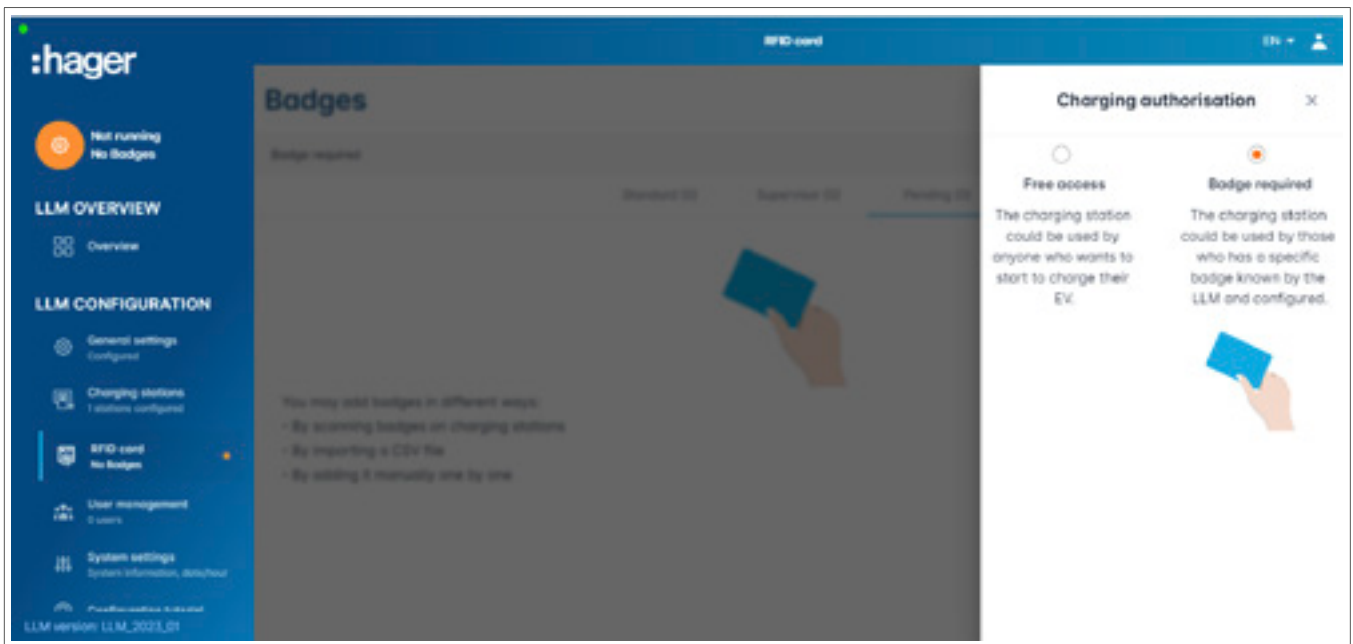 RFID card
EN
:hager
Not running
No Badges
LLM OVERVIEW
Overview
LLM CONFIGURATION
General settings
Configured
Charging stations
1 stations configured
RFID card
No Badges
User management
0 users
System settings
System information, date/hour
Configuration tutorial
LLM version: LLM_2023_01
Badges
Badge required
Standard
Supervisor
Pending
You may add badges in different ways:
- By scanning badges on charging stations
- By importing a CSV file
- By adding it manually one by one
Charging authorisation
Free access
The charging station
could be used by
anyone who wants to
start to charge their
EV.
Badge required
The charging station
could be used by those
who has a specific
badge known by the
LLM and configured.